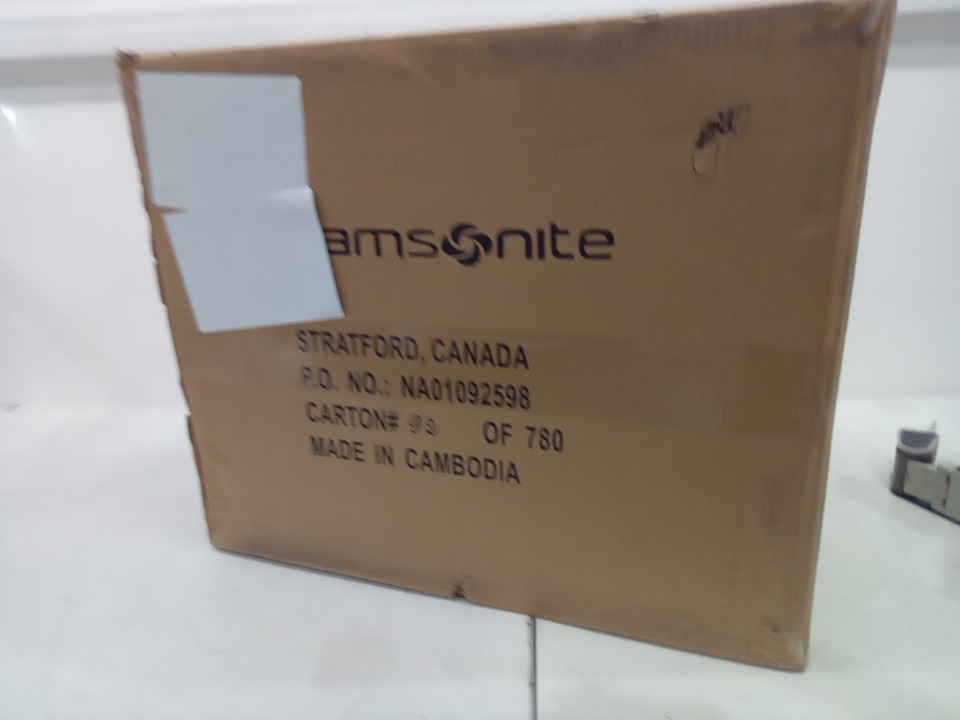 amsonite
STRATFORD, CANADA
P.O. NO.: NA01092598
CARTON# OF 780
MADE IN CAMBODIA